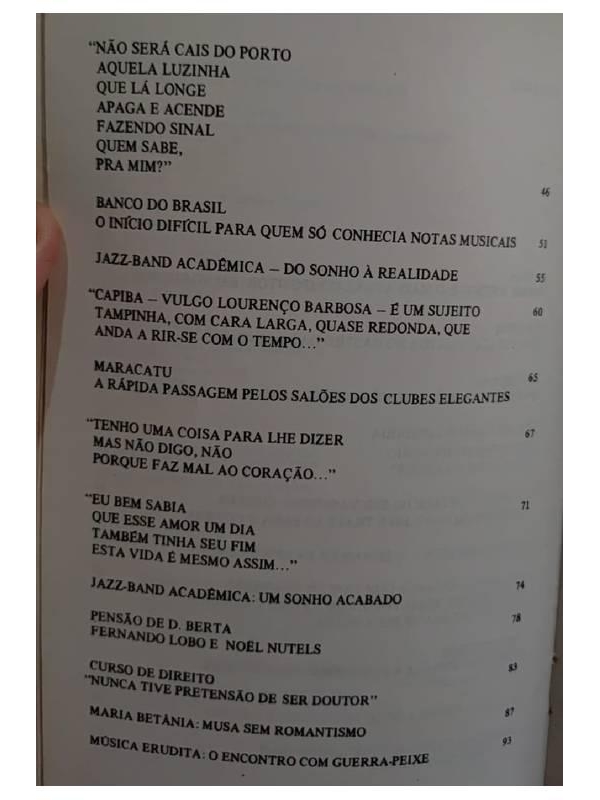 “NÃO SERÁ CAIS DO PORTO
AQUELA LUZINHA
QUE LÁ LONGE
APAGA E ACENDE
FAZENDO SINAL
QUEM SABE,
PRA MIM?” 46
BANCO DO BRASIL
O INÍCIO DIFÍCIL PARA QUEM SÓ CONHECIA NOTAS MUSICAIS 51
JAZZ-BAND ACADÊMICA – DO SONHO À REALIDADE 55
“CAPIBA – VULGO LOURENÇO BARBOSA – É UM SUJEITO 60
TAMPINHA, COM CARA LARGA, QUASE REDONDA, QUE
ANDA A RIR-SE COM O TEMPO...”
MARACATU 65
A RÁPIDA PASSAGEM PELOS SALÕES DOS CLUBES ELEGANTES
“TENHO UMA COISA PARA LHE DIZER 67
MAS NÃO DIGO, NÃO
PORQUE FAZ MAL AO CORAÇÃO...”
“EU BEM SABIA 71
QUE ESSE AMOR UM DIA
TAMBÉM TINHA SEU FIM
ESTA VIDA É MESMO ASSIM...”
JAZZ-BAND ACADÊMICA: UM SONHO ACABADO 74
PENSÃO DE D. BERTA 78
FERNANDO LOBO E NOËL NUTELS
CURSO DE DIREITO 83
“NUNCA TIVE PRETENSÃO DE SER DOUTOR”
MARIA BETÂNIA: MUSA SEM ROMANTISMO 87
MÚSICA ERUDITA: O ENCONTRO COM GUERRA-PEIXE 93